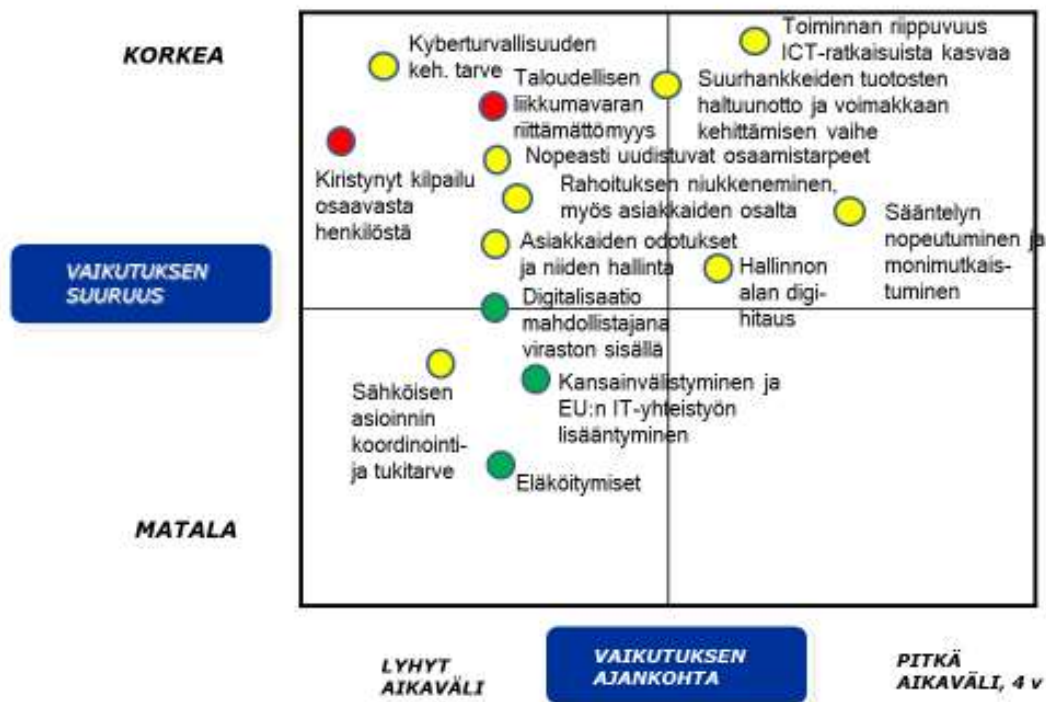 KORKEA
Kyberturvallisuuden
keh. tarve
Taloudellisen
liikkumavaran
riittämättömyys
Toiminnan riippuvuus
ICT-ratkaisuista kasvaa
Suurhankkeiden tuotosten
haltuunotto ja voimakkaan
kehittämisen vaihe
Kiristynyt kilpailu
osaavasta
henkilöstä
Nopeasti uudistuvat osaamistarpeet
Rahoituksen niukkeneminen,
myös asiakkaiden osalta
Sääntelyn
nopeutuminen ja
monimutkais-
tuminen
Asiakkaiden odotukset
ja niiden hallinta
Hallinnon
alan digi-
hitaus
VAIKUTUKSEN
SUURUUS
Digitalisaatio
mahdollistajana
viraston sisällä
Sähköisen
asioinnin
koordinointi-
ja tukitarve
Kansainvälistyminen ja
EU:n IT-yhteistyön
lisääntyminen
Eläköitymiset
MATALA
LYHYT
AIKAVÄLI
VAIKUTUKSEN
AJANKOHTA
PITKÄ
AIKAVÄLI, 4 v